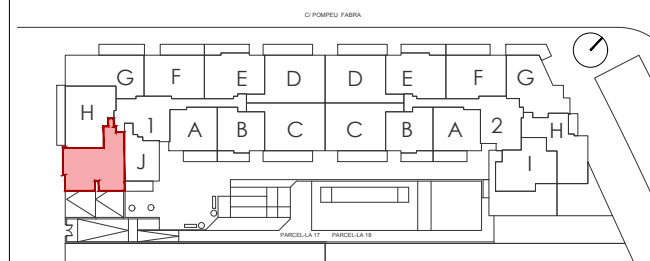 C/ POMPEU FABRA
G F E D D E F G
H 1 A B C C B A 2 H
J I
PARCEL·LA 17 PARCEL·LA 18